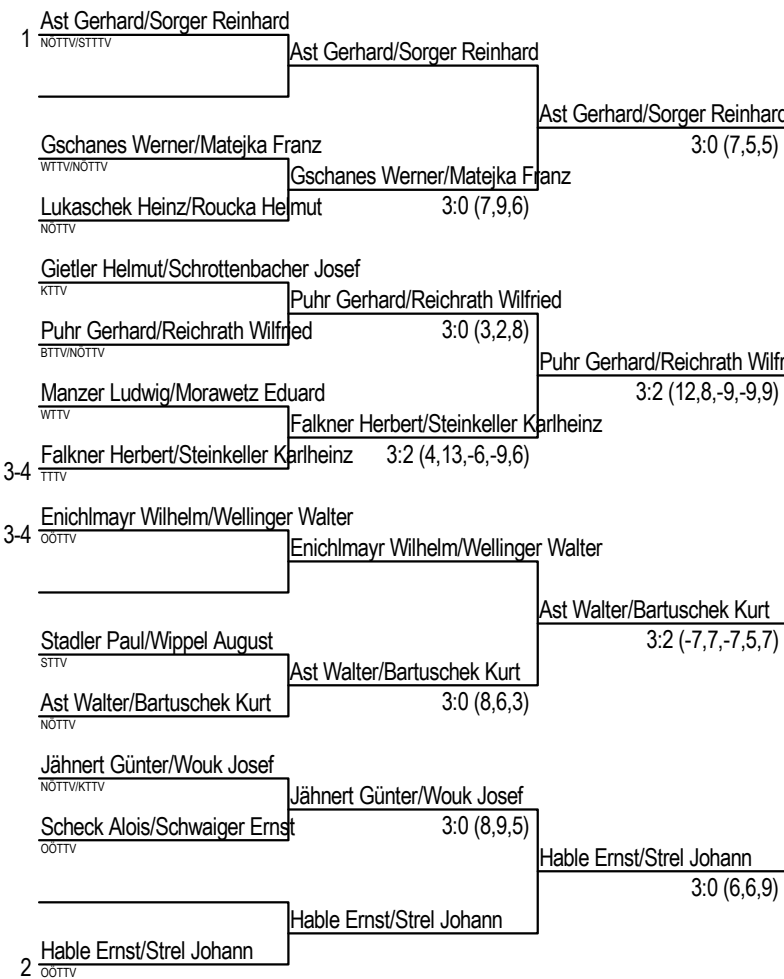 Ast Gerhard/Sorger Reinhard
1
NÖTTV/STTTV
Ast Gerhard/Sorger Reinhard
Ast Gerhard/Sorger Reinhard
3:0 (7,5,5)
Gschanes Werner/Matejka Franz
WTTV/NÖTTV
Gschanes Werner/Matejka Franz
3:0 (7,9,6)
Lukaschek Heinz/Roucka Helmut
NÖTTV
Gietler Helmut/Schrottenbacher Josef
KTTV
Puhr Gerhard/Reichrath Wilfried
3:0 (3,2,8)
Puhr Gerhard/Reichrath Wilfried
BTTV/NÖTTV
Puhr Gerhard/Reichrath Wilfr
3:2 (12,8,-9,-9,9)
Manzer Ludwig/Morawetz Eduard
WTTV
Falkner Herbert/Steinkeller Karlheinz
3:2 (4,13,-6,-9,6)
Falkner Herbert/Steinkeller Karlheinz
3-4
TTTV
Enichlmayr Wilhelm/Wellinger Walter
3-4
OÖTTV
Enichlmayr Wilhelm/Wellinger Walter
Ast Walter/Bartuschek Kurt
3:2 (-7,7,-7,5,7)
Stadler Paul/Wippel August
STTV
Ast Walter/Bartuschek Kurt
3:0 (8,6,3)
Ast Walter/Bartuschek Kurt
NÖTTV
Jähnert Günter/Wouk Josef
NÖTTV/KTTV
Jähnert Günter/Wouk Josef
3:0 (8,9,5)
Scheck Alois/Schwaiger Ernst
OÖTTV
Hable Ernst/Strel Johann
3:0 (6,6,9)
Hable Ernst/Strel Johann
Hable Ernst/Strel Johann
2
OÖTTV